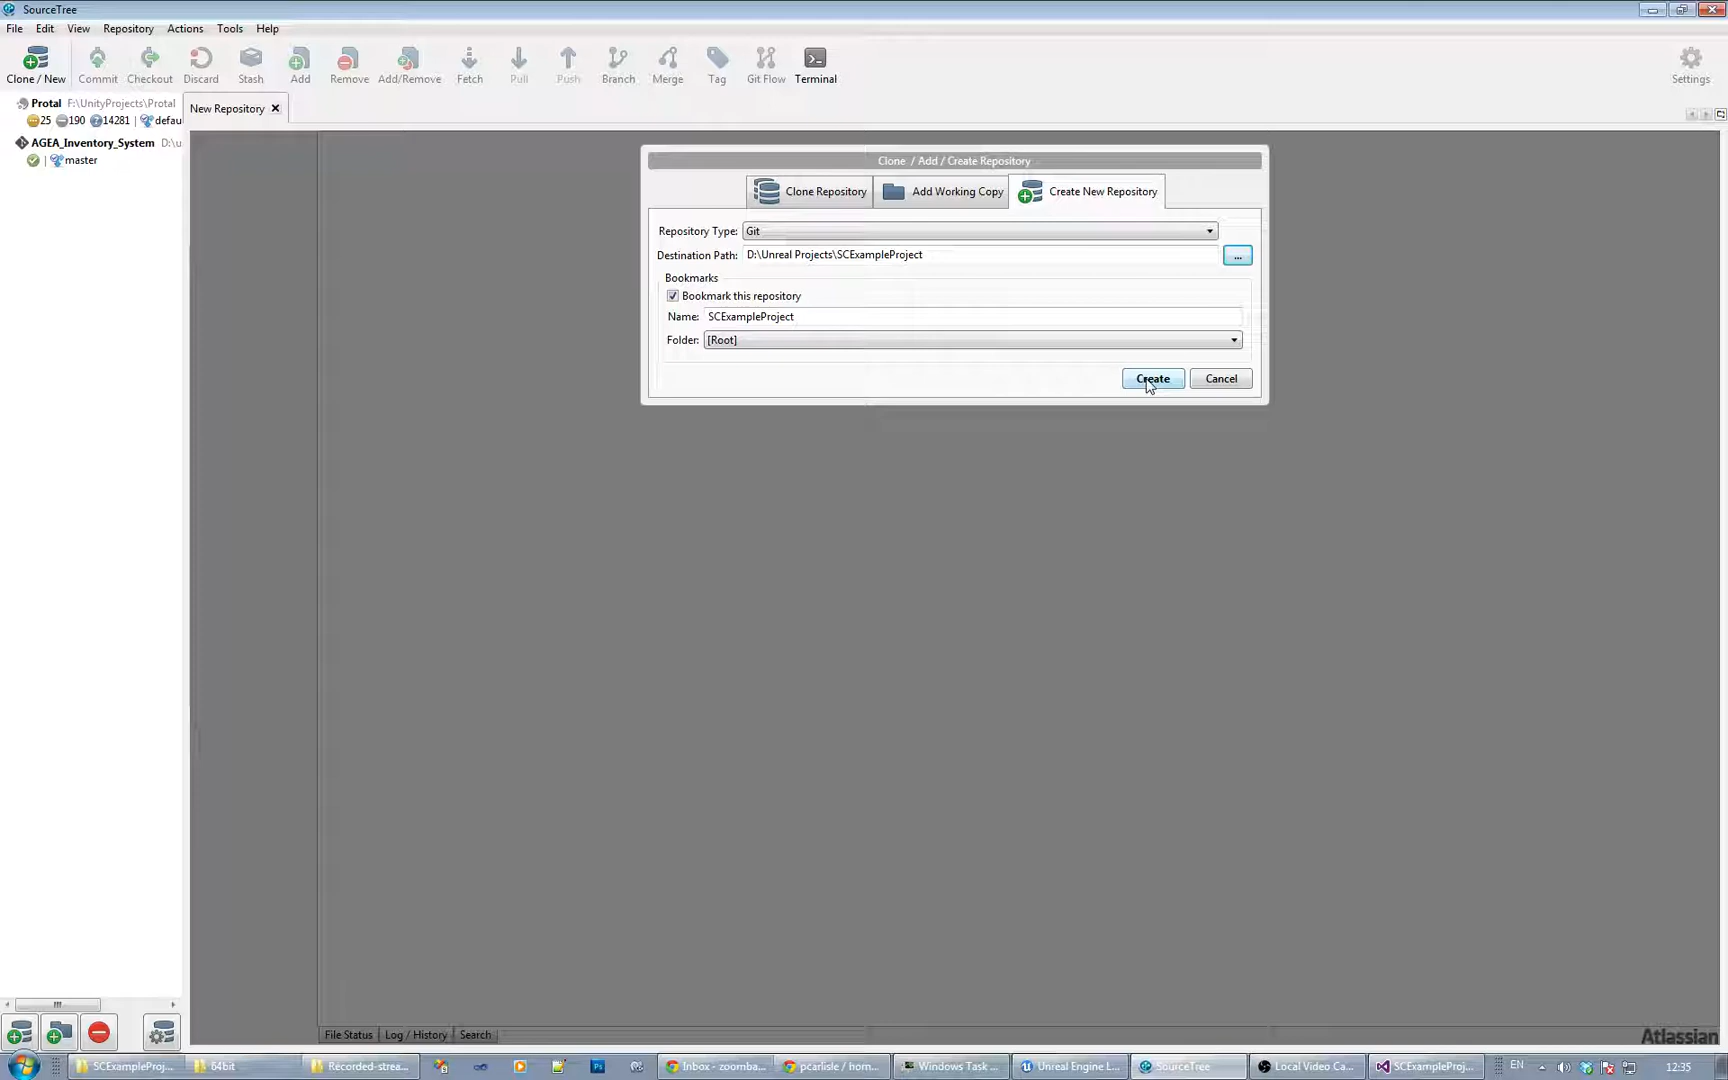 SourceTree
File Edit View Repository Actions Tools Help
Clone / New Commit Checkout Discard Stash Add Remove Add/Remove Fetch Pull Push Branch Merge Tag Git Flow Terminal Settings
Protal F:\UnityProjects\Protal
25 190 14281 | defau
AGEA_Inventory_System D:\u
| master
New Repository
Clone / Add / Create Repository
Clone Repository Add Working Copy Create New Repository
Repository Type: Git
Destination Path: D:\Unreal Projects\SCExampleProject ...
Bookmarks
Bookmark this repository
Name: SCExampleProject
Folder: [Root]
Create Cancel
File Status Log / History Search
Atlassian
SCExampleProj... 64bit Recorded-strea... Inbox - zoomba... pcarlisle / hom... Windows Task ... Unreal Engine L... SourceTree Local Video Ca... SCExampleProj... EN 12:35